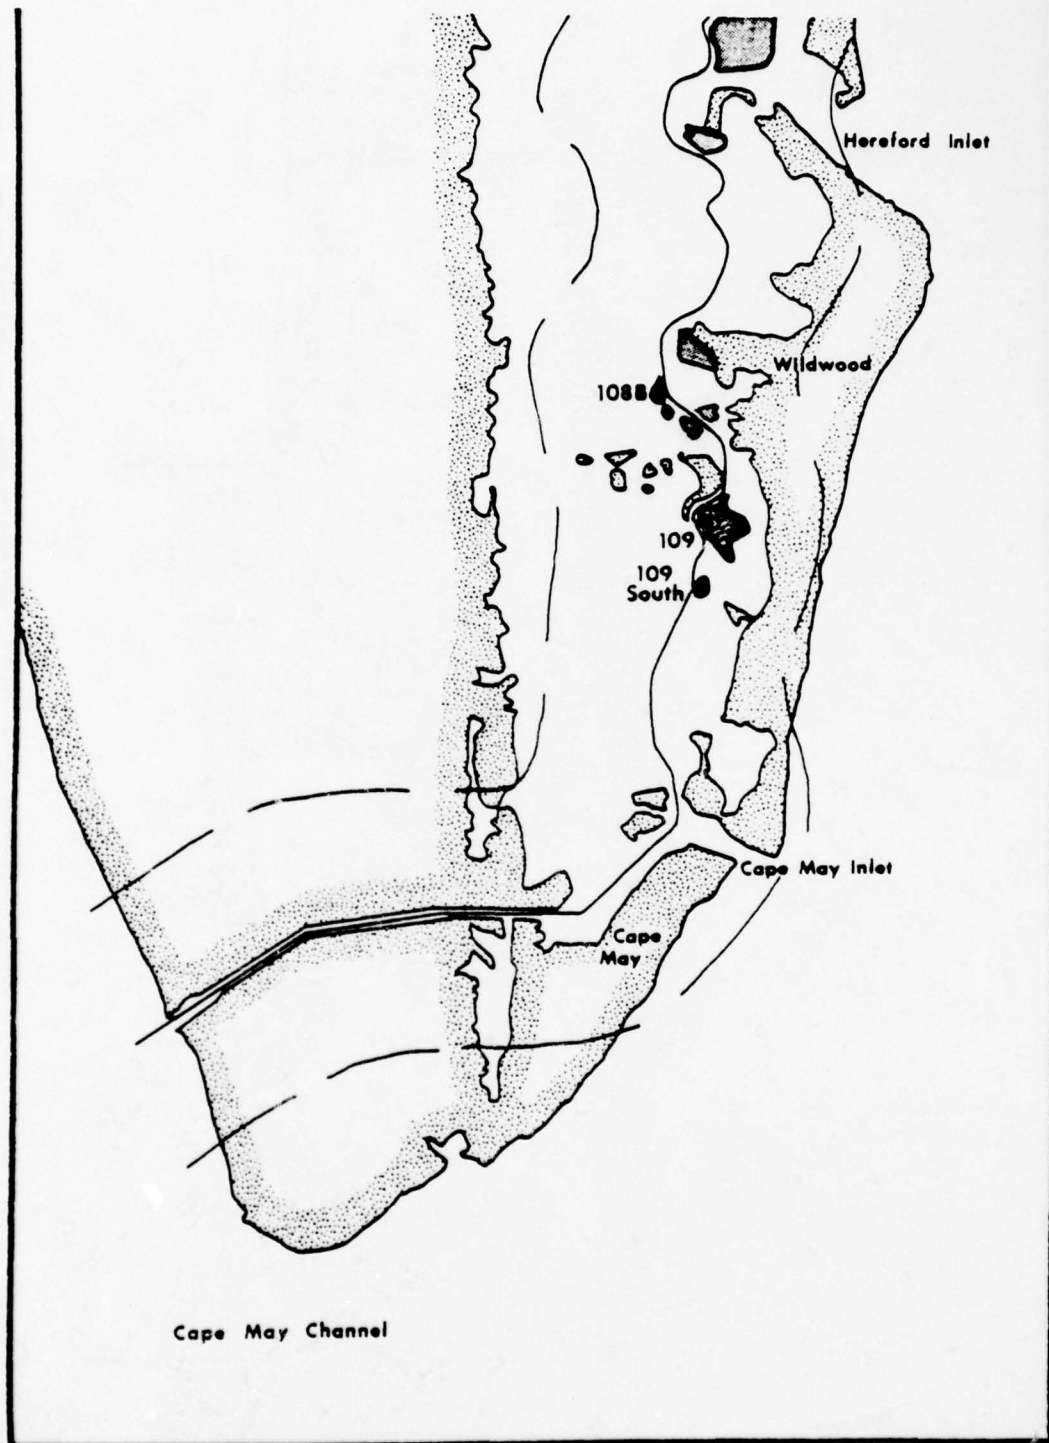 Hereford Inlet
Wildwood
108B
109
109
South
Cape May Inlet
Cape
May
Cape May Channel